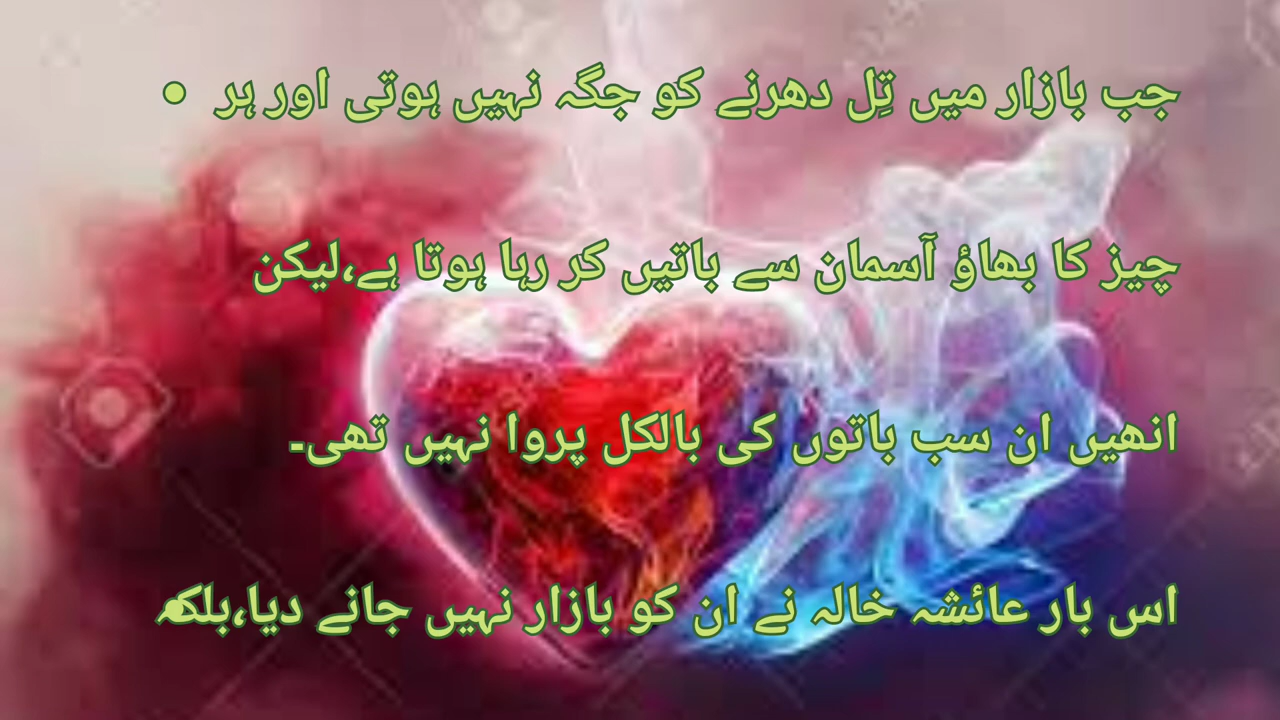 جب بازار میں تِل دھرنے کو جگہ نہیں ہوتی اور ہر •
چیز کا بھاؤ آسمان سے باتیں کر رہا ہوتا ہے،لیکن
انھیں ان سب باتوں کی بالکل پروا نہیں تھی۔
اس بار عائشہ خالہ نے ان کو بازار نہیں جانے دیا،بلکہ